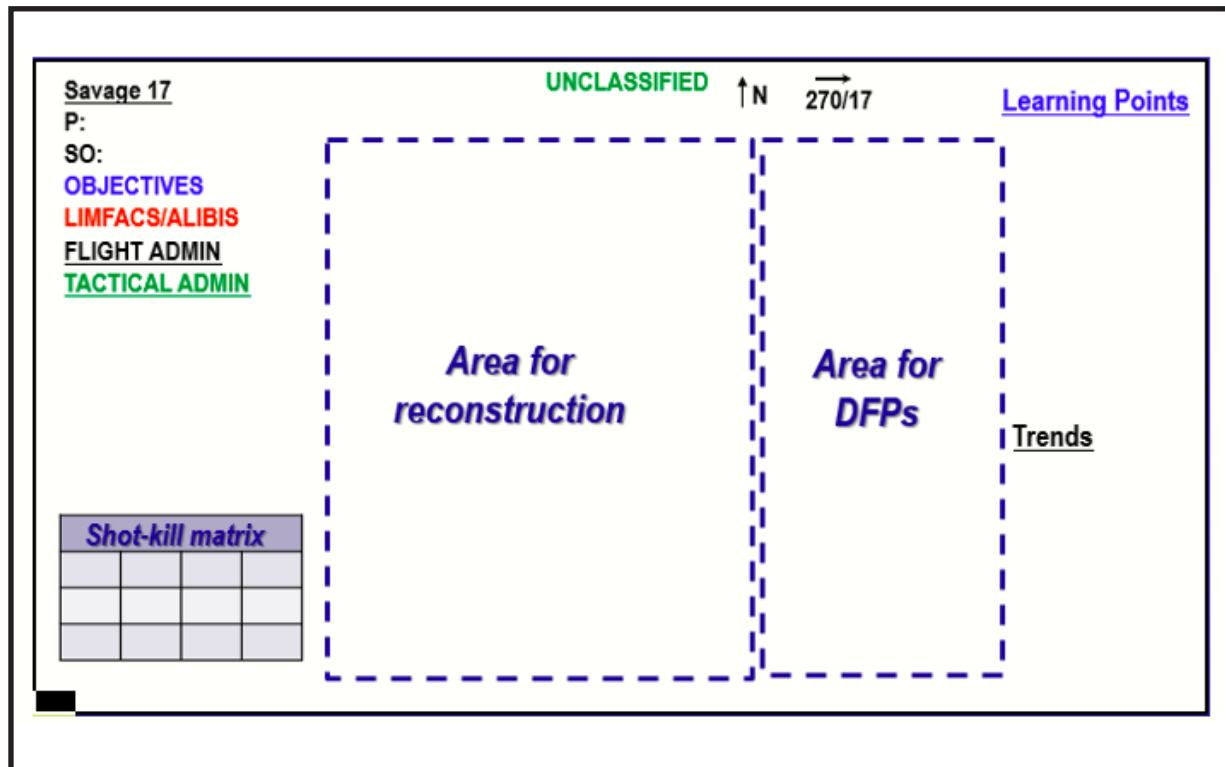 Savage 17
P:
SO:
OBJECTIVES
LIMFACS/ALIBIS
FLIGHT ADMIN
TACTICAL ADMIN
UNCLASSIFIED
N
270/17
Learning Points
Area for
reconstruction
Area for
DFPs
Trends
Shot-kill matrix